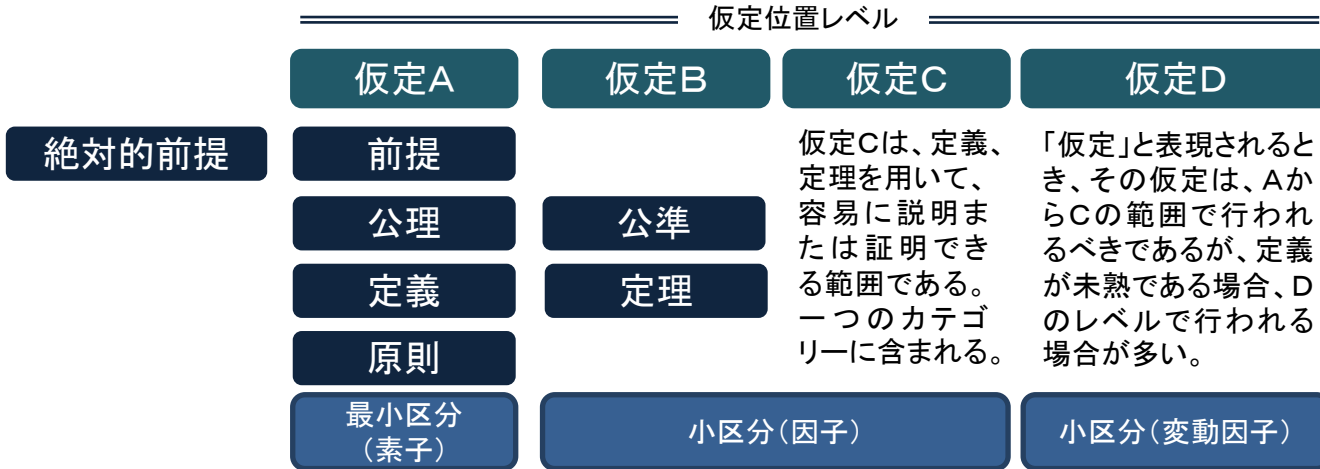 仮定位置レベル
仮定A
仮定B
仮定C
仮定D
絶対的前提
前提
公理
定義
原則
公準
定理
仮定Cは、定義、
定理を用いて、
容易に説明ま
たは証明でき
る範囲である。
一つのカテゴ
リーに含まれる。
「仮定」と表現されると
き、その仮定は、Aか
らCの範囲で行われ
るべきであるが、定義
が未熟である場合、D
のレベルで行われる
場合が多い。
最小区分
(素子)
小区分(因子)
小区分(変動因子)